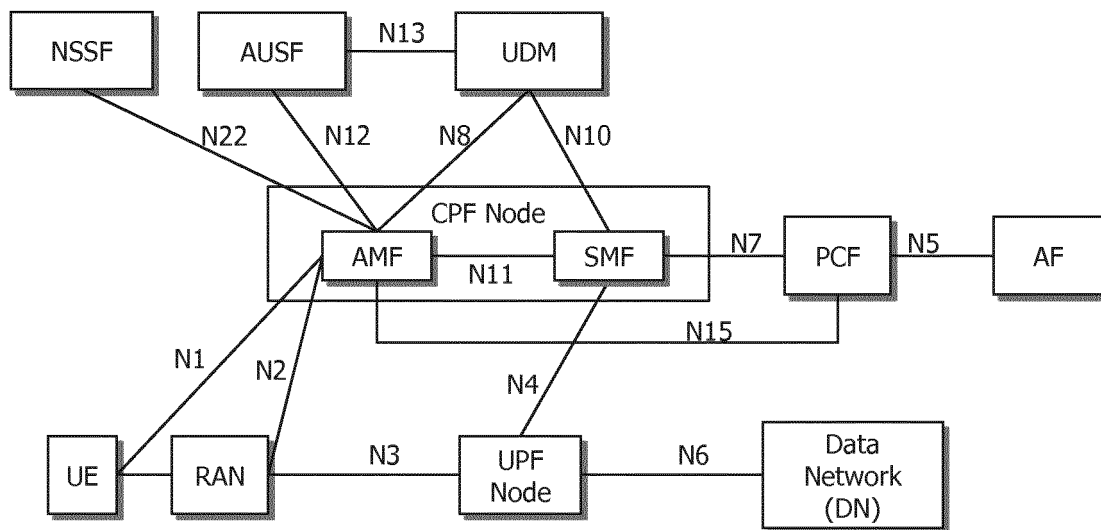 N13
NSSF
AUSF
UDM
N22
N12
N8
N10
CPF Node
AMF
N11
SMF
N7
PCF
N5
AF
N15
N1
N2
N4
UE
RAN
N3
UPF
Node
N6
Data
Network
(DN)